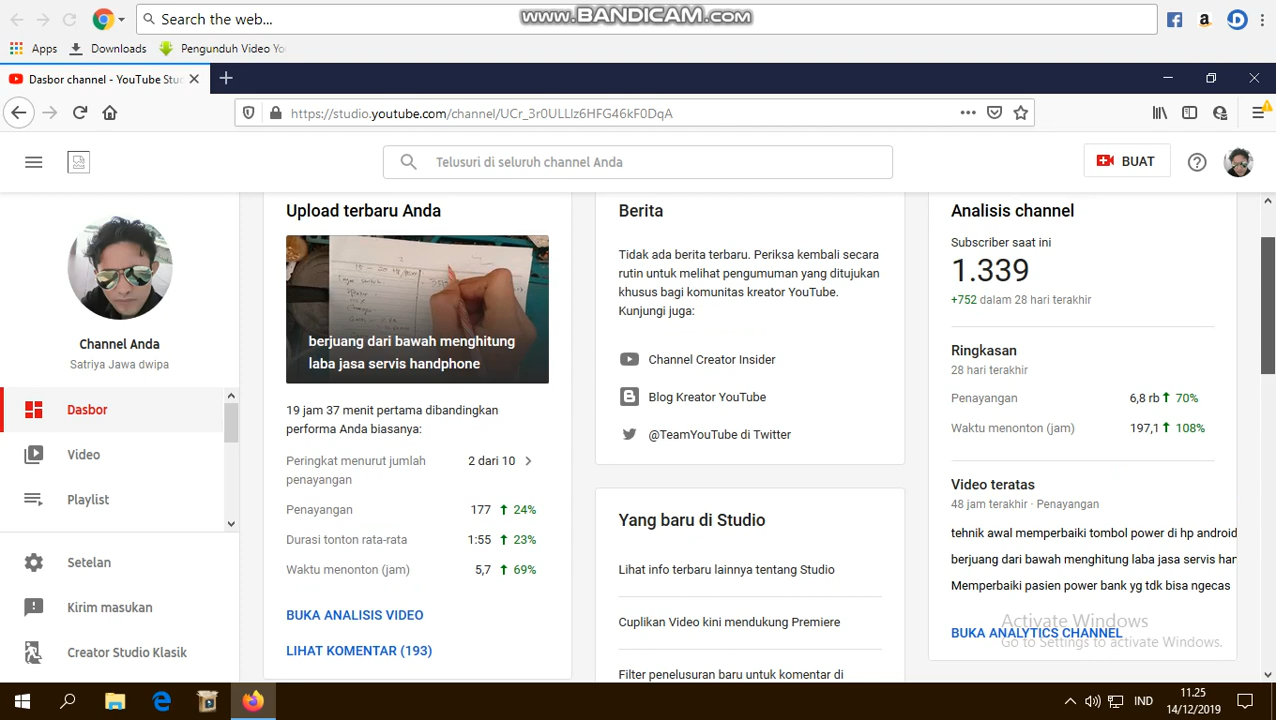 www.BANDICAM.com
Search the web...
Apps
Downloads
Pengunduh Video Yo
Dasbor channel - YouTube Stud
https://studio.youtube.com/channel/UCr_3r0ULLIz6HFG46kF0DqA
Telusuri di seluruh channel Anda
BUAT
Channel Anda
Satriya Jawa dwipa
Dasbor
Video
Playlist
Setelan
Kirim masukan
Creator Studio Klasik
Upload terbaru Anda
berjuang dari bawah menghitung
laba jasa servis handphone
19 jam 37 menit pertama dibandingkan
performa Anda biasanya:
Peringkat menurut jumlah
penayangan
2 dari 10
Penayangan 177 24%
Durasi tonton rata-rata 1:55 23%
Waktu menonton (jam) 5,7 69%
BUKA ANALISIS VIDEO
LIHAT KOMENTAR (193)
Berita
Tidak ada berita terbaru. Periksa kembali secara
rutin untuk melihat pengumuman yang ditujukan
khusus bagi komunitas kreator YouTube.
Kunjungi juga:
Channel Creator Insider
Blog Kreator YouTube
@TeamYouTube di Twitter
Yang baru di Studio
Lihat info terbaru lainnya tentang Studio
Cuplikan Video kini mendukung Premiere
Filter penelusuran baru untuk komentar di
Analisis channel
Subscriber saat ini
1.339
+752 dalam 28 hari terakhir
Ringkasan
28 hari terakhir
Penayangan 6,8 rb 70%
Waktu menonton (jam) 197,1 108%
Video teratas
48 jam terakhir · Penayangan
tehnik awal memperbaiki tombol power di hp android
berjuang dari bawah menghitung laba jasa servis har
Memperbaiki pasien power bank yg tdk bisa ngecas
BUKA ANALYTICS CHANNEL
Activate Windows
Go to Settings to activate Windows.
IND
11.25
14/12/2019